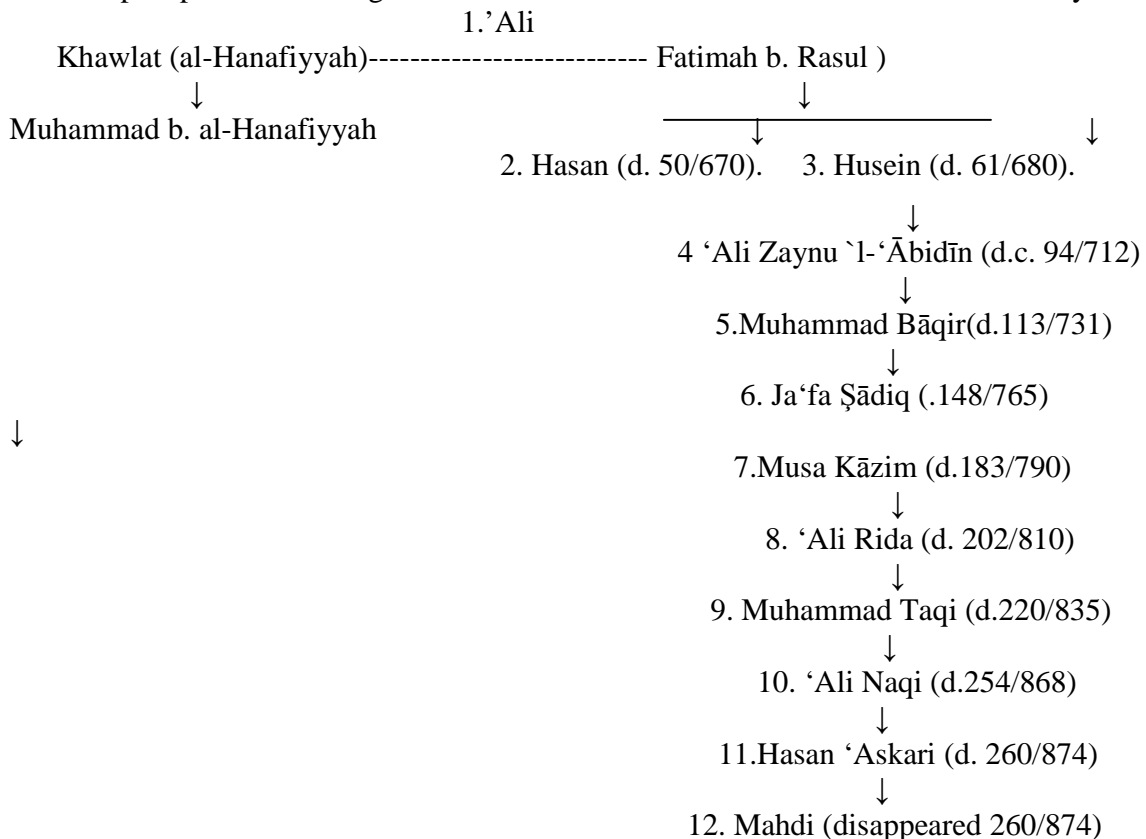 1.’Ali
Khawlat (al-Hanafiyyah)--------------------------- Fatimah b. Rasul )
↓ ↓
Muhammad b. al-Hanafiyyah ↓ ↓
2. Hasan (d. 50/670). 3. Husein (d. 61/680).
↓
4 ‘Ali Zaynu `l-‘Ābidīn (d.c. 94/712)
↓
5.Muhammad Bāqir(d.113/731)
↓
6. Ja‘fa Şādiq (.148/765)
↓
7.Musa Kāzim (d.183/790)
↓
8. ‘Ali Rida (d. 202/810)
↓
9. Muhammad Taqi (d.220/835)
↓
10. ‘Ali Naqi (d.254/868)
↓
11.Hasan ‘Askari (d. 260/874)
↓
12. Mahdi (disappeared 260/874)